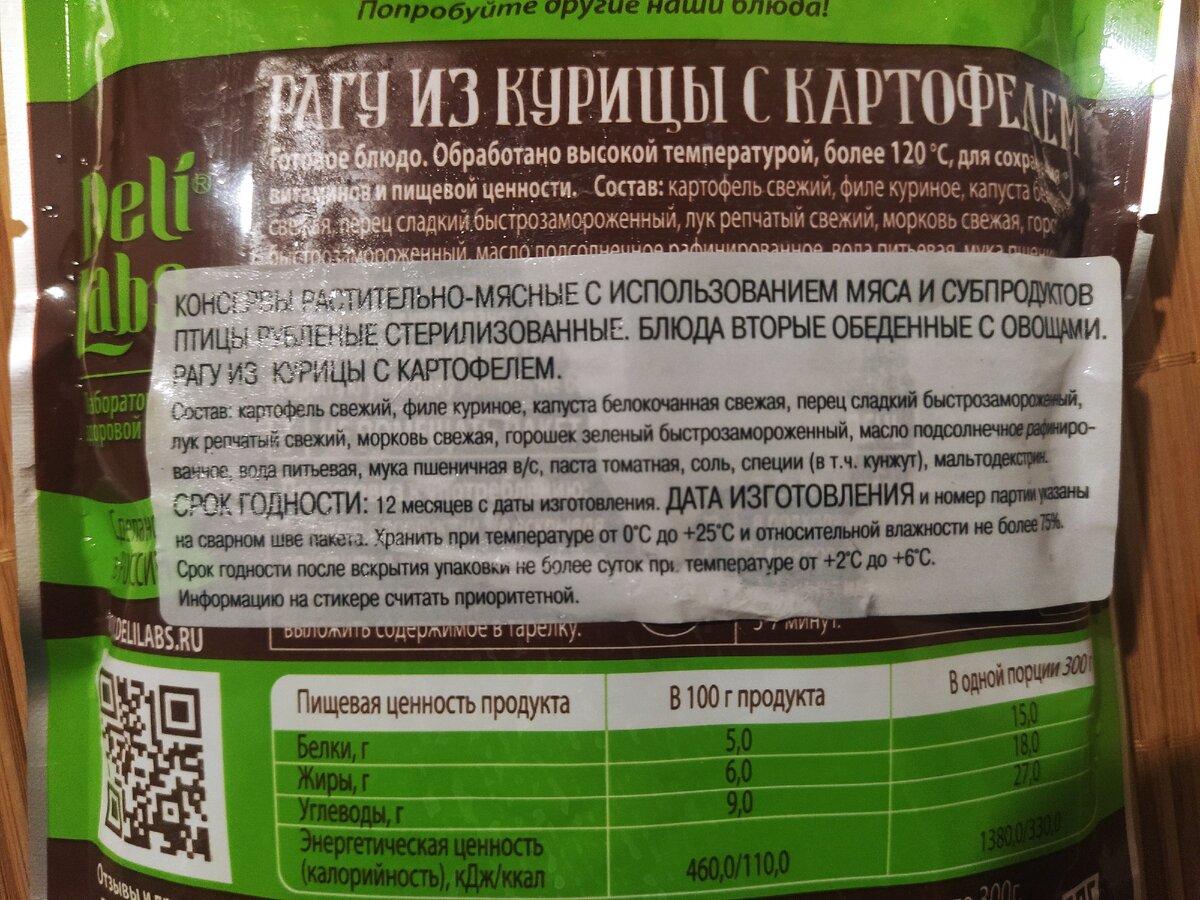 Попробуйте другие наши блюда!
РАГУ ИЗ КУРИЦЫ С КАРТОФЕЛЕМ
Готовое блюдо. Обработано высокой температурой, более 120 °С, для
витаминов и пищевой ценности. Состав: картофель свежий, филе куриное, капуста
свежая, перец сладкий быстрозамороженный, лук репчатый свежий, морковь свежая,
быстрозамороженный, масло подсолнечное рафинированное, вода питьевая, мука
Deli®
Labs
КОНСЕРВЫ РАСТИТЕЛЬНО-МЯСНЫЕ С ИСПОЛЬЗОВАНИЕМ МЯСА И СУБПРОДУКТОВ
ПТИЦЫ РУБЛЕНЫЕ СТЕРИЛИЗОВАННЫЕ. БЛЮДА ВТОРЫЕ ОБЕДЕННЫЕ С ОВОЩАМИ.
РАГУ ИЗ КУРИЦЫ С КАРТОФЕЛЕМ.
Состав: картофель свежий, филе куриное, капуста белокочанная свежая, перец сладкий быстрозамороженный,
лук репчатый свежий, морковь свежая, горошек зеленый быстрозамороженный, масло подсолнечное рафиниро-
ванное, вода питьевая, мука пшеничная в/с, паста томатная, соль, специи (в т.ч. кунжут), мальтодекстрин.
СРОК ГОДНОСТИ: 12 месяцев с даты изготовления. ДАТА ИЗГОТОВЛЕНИЯ и номер партии указаны
на сварном шве пакета. Хранить при температуре от 0°С до +25°С и относительной влажности не более 75%.
Срок годности после вскрытия упаковки не более суток при температуре от +2°С до +6°С.
Информацию на стикере считать приоритетной.
выложить содержимое в тарелку.
минут.
DELILABS.RU
Пищевая ценность продукта В 100 г продукта В одной порции 300 г
Белки, г 5,0 15,0
Жиры, г 6,0 18,0
Углеводы, г 9,0 27,0
Энергетическая ценность
(калорийность), кДж/ккал 460,0/110,0 1380,0/330,0
Отзывы и
300г